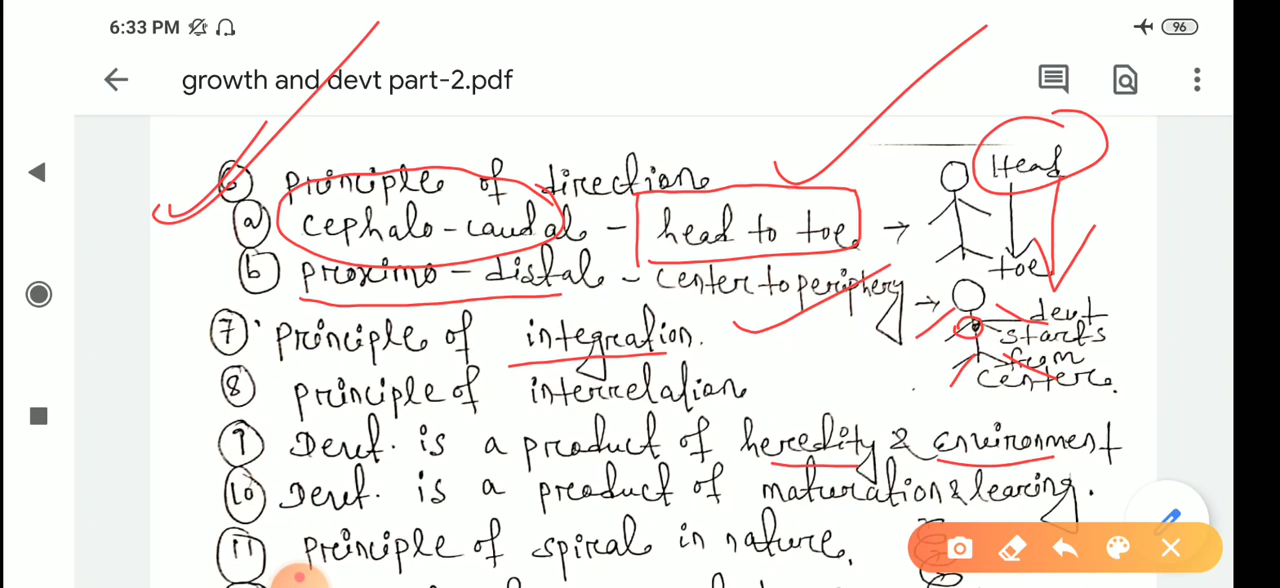 6:33 PM 96
growth and devt part-2.pdf
⑥ principle of direction
ⓐ cephalo-caudal - head to toe → Head
toe
ⓑ proximo-distal - center to periphery → devt
starts
from
center.
⑦ principle of integration.
⑧ principle of interrelation
⑨ Devt. is a product of heredity & environment
⑩ Devt. is a product of maturation & learing.
⑪ principle of spiral in nature.